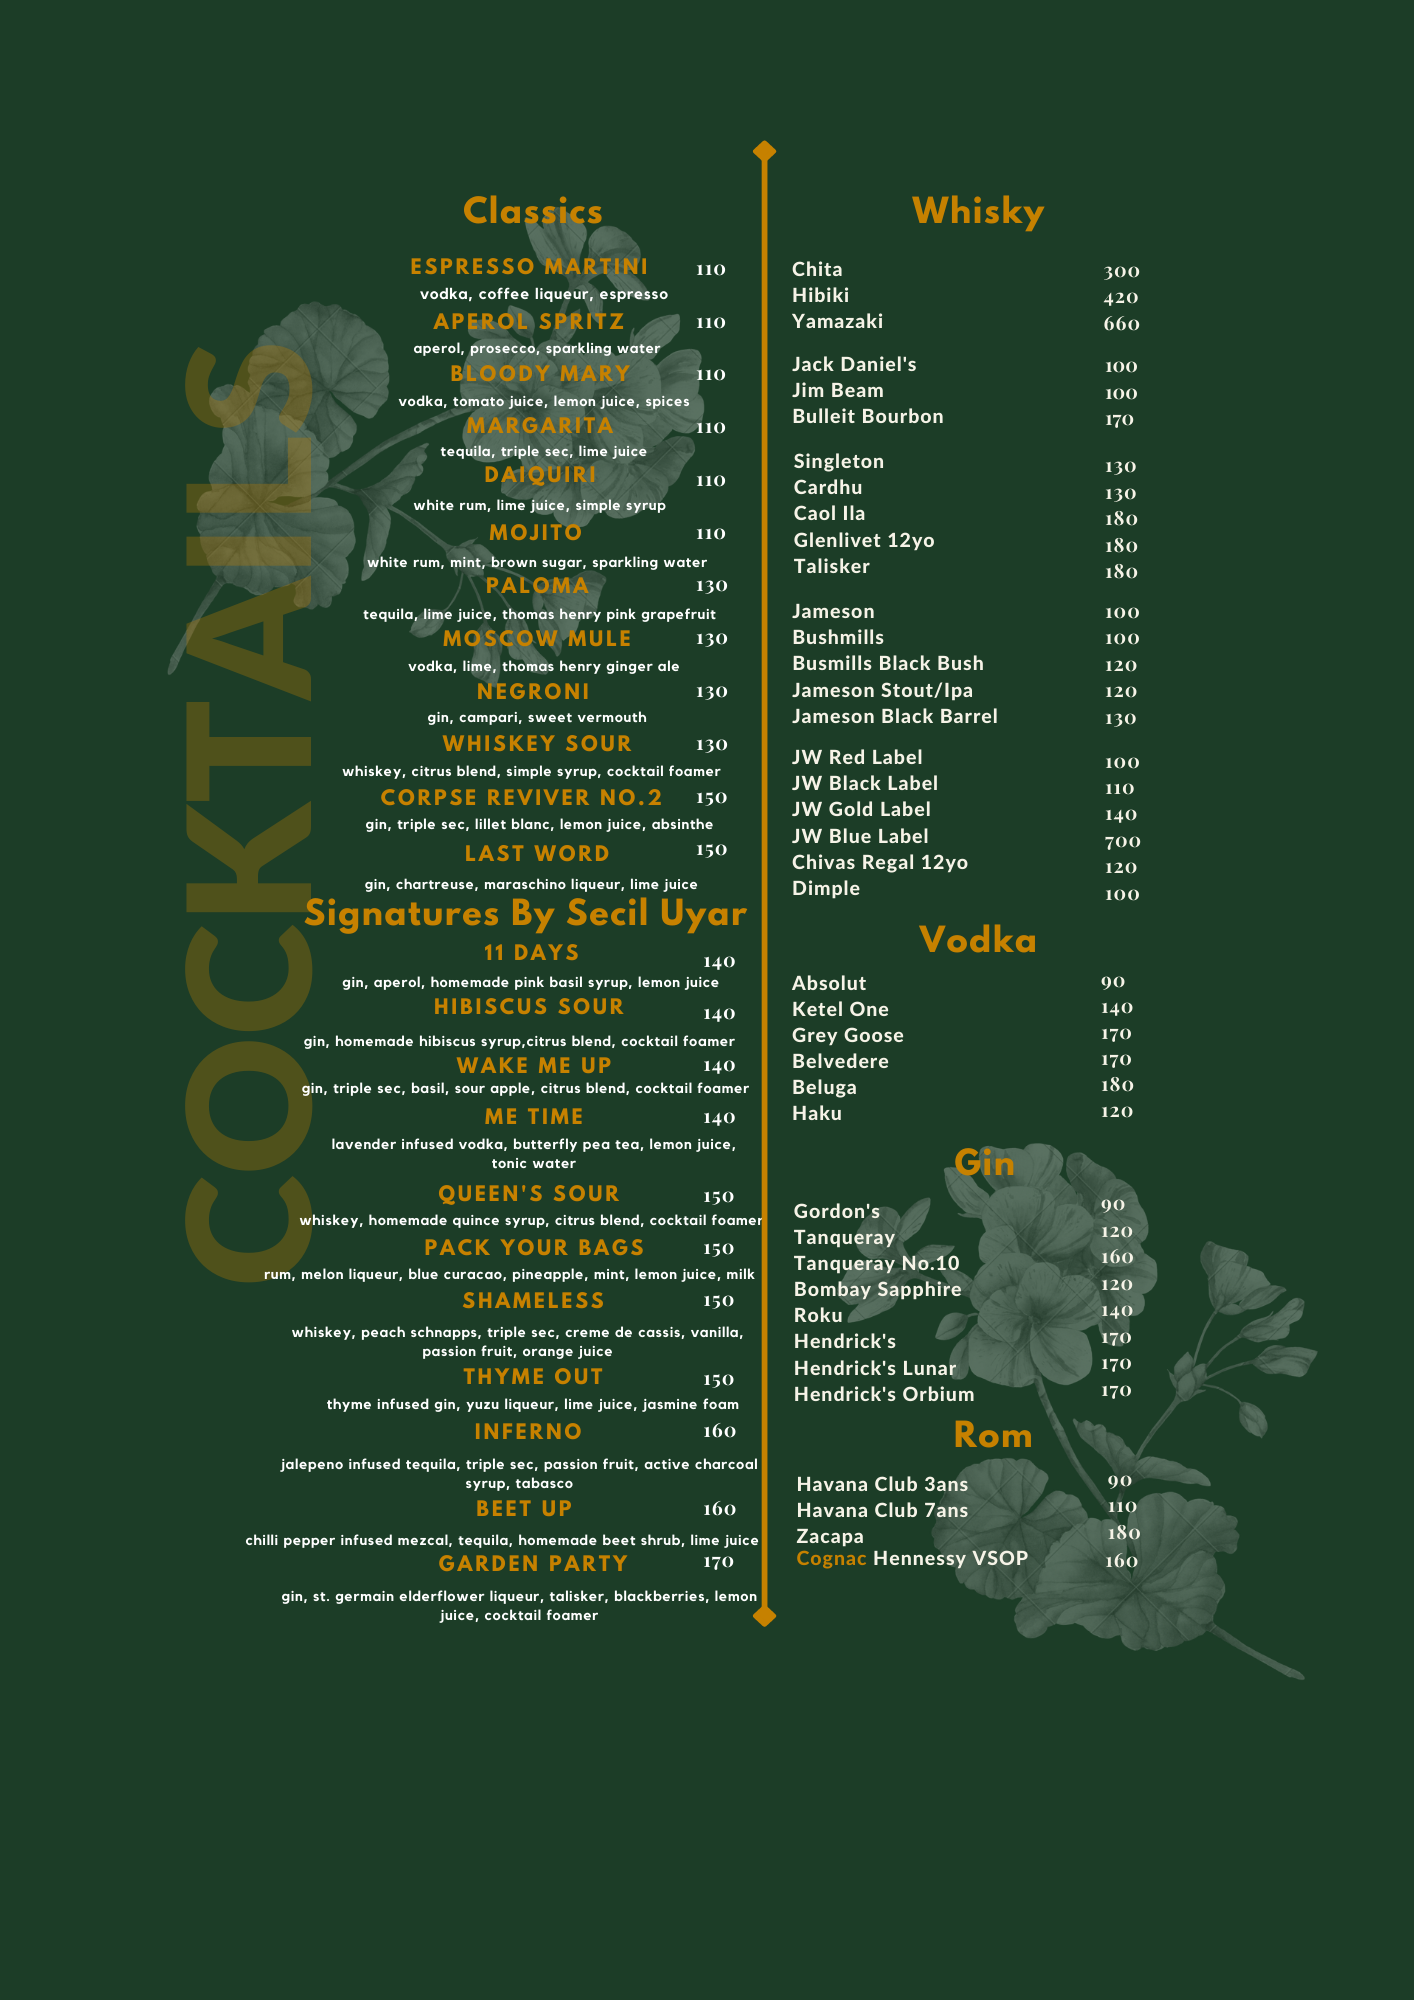 COCKTAILS
Classics
ESPRESSO MARTINI 110
vodka, coffee liqueur, espresso
APEROL SPRITZ 110
aperol, prosecco, sparkling water
BLOODY MARY 110
vodka, tomato juice, lemon juice, spices
MARGARITA 110
tequila, triple sec, lime juice
DAIQUIRI 110
white rum, lime juice, simple syrup
MOJITO 110
white rum, mint, brown sugar, sparkling water
PALOMA 130
tequila, lime juice, thomas henry pink grapefruit
MOSCOW MULE 130
vodka, lime, thomas henry ginger ale
NEGRONI 130
gin, campari, sweet vermouth
WHISKEY SOUR 130
whiskey, citrus blend, simple syrup, cocktail foamer
CORPSE REVIVER NO.2 150
gin, triple sec, lillet blanc, lemon juice, absinthe
LAST WORD 150
gin, chartreuse, maraschino liqueur, lime juice
Signatures By Secil Uyar
11 DAYS 140
gin, aperol, homemade pink basil syrup, lemon juice
HIBISCUS SOUR 140
gin, homemade hibiscus syrup,citrus blend, cocktail foamer
WAKE ME UP 140
gin, triple sec, basil, sour apple, citrus blend, cocktail foamer
ME TIME 140
lavender infused vodka, butterfly pea tea, lemon juice,
tonic water
QUEEN'S SOUR 150
whiskey, homemade quince syrup, citrus blend, cocktail foamer
PACK YOUR BAGS 150
rum, melon liqueur, blue curacao, pineapple, mint, lemon juice, milk
SHAMELESS 150
whiskey, peach schnapps, triple sec, creme de cassis, vanilla,
passion fruit, orange juice
THYME OUT 150
thyme infused gin, yuzu liqueur, lime juice, jasmine foam
INFERNO 160
jalepeno infused tequila, triple sec, passion fruit, active charcoal
syrup, tabasco
BEET UP 160
chilli pepper infused mezcal, tequila, homemade beet shrub, lime juice
GARDEN PARTY 170
gin, st. germain elderflower liqueur, talisker, blackberries, lemon
juice, cocktail foamer
Whisky
Chita 300
Hibiki 420
Yamazaki 660
Jack Daniel's 100
Jim Beam 100
Bulleit Bourbon 170
Singleton 130
Cardhu 130
Caol Ila 180
Glenlivet 12yo 180
Talisker 180
Jameson 100
Bushmills 100
Busmills Black Bush 120
Jameson Stout/Ipa 120
Jameson Black Barrel 130
JW Red Label 100
JW Black Label 110
JW Gold Label 140
JW Blue Label 700
Chivas Regal 12yo 120
Dimple 100
Vodka
Absolut 90
Ketel One 140
Grey Goose 170
Belvedere 170
Beluga 180
Haku 120
Gin
Gordon's 90
Tanqueray 120
Tanqueray No.10 160
Bombay Sapphire 120
Roku 140
Hendrick's 170
Hendrick's Lunar 170
Hendrick's Orbium 170
Rom
Havana Club 3ans 90
Havana Club 7ans 110
Zacapa 180
Cognac Hennessy VSOP 160